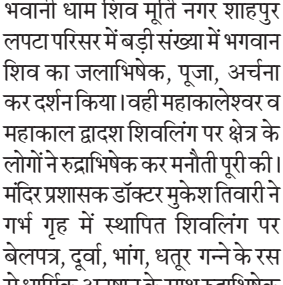 भवानी धाम शिव मूर्ति नगर शाहपुर
लपटा परिसर में बड़ी संख्या में भगवान
शिव का जलाभिषेक, पूजा, अर्चना
कर दर्शन किया। वही महाकालेश्वर व
महाकाल द्वादश शिवलिंग पर क्षेत्र के
लोगों ने रुद्राभिषेक कर मनौती पूरी की।
मंदिर प्रशासक डॉक्टर मुकेश तिवारी ने
गर्भ गृह में स्थापित शिवलिंग पर
बेलपत्र, दूर्वा, भांग, धतूर गन्ने के रस